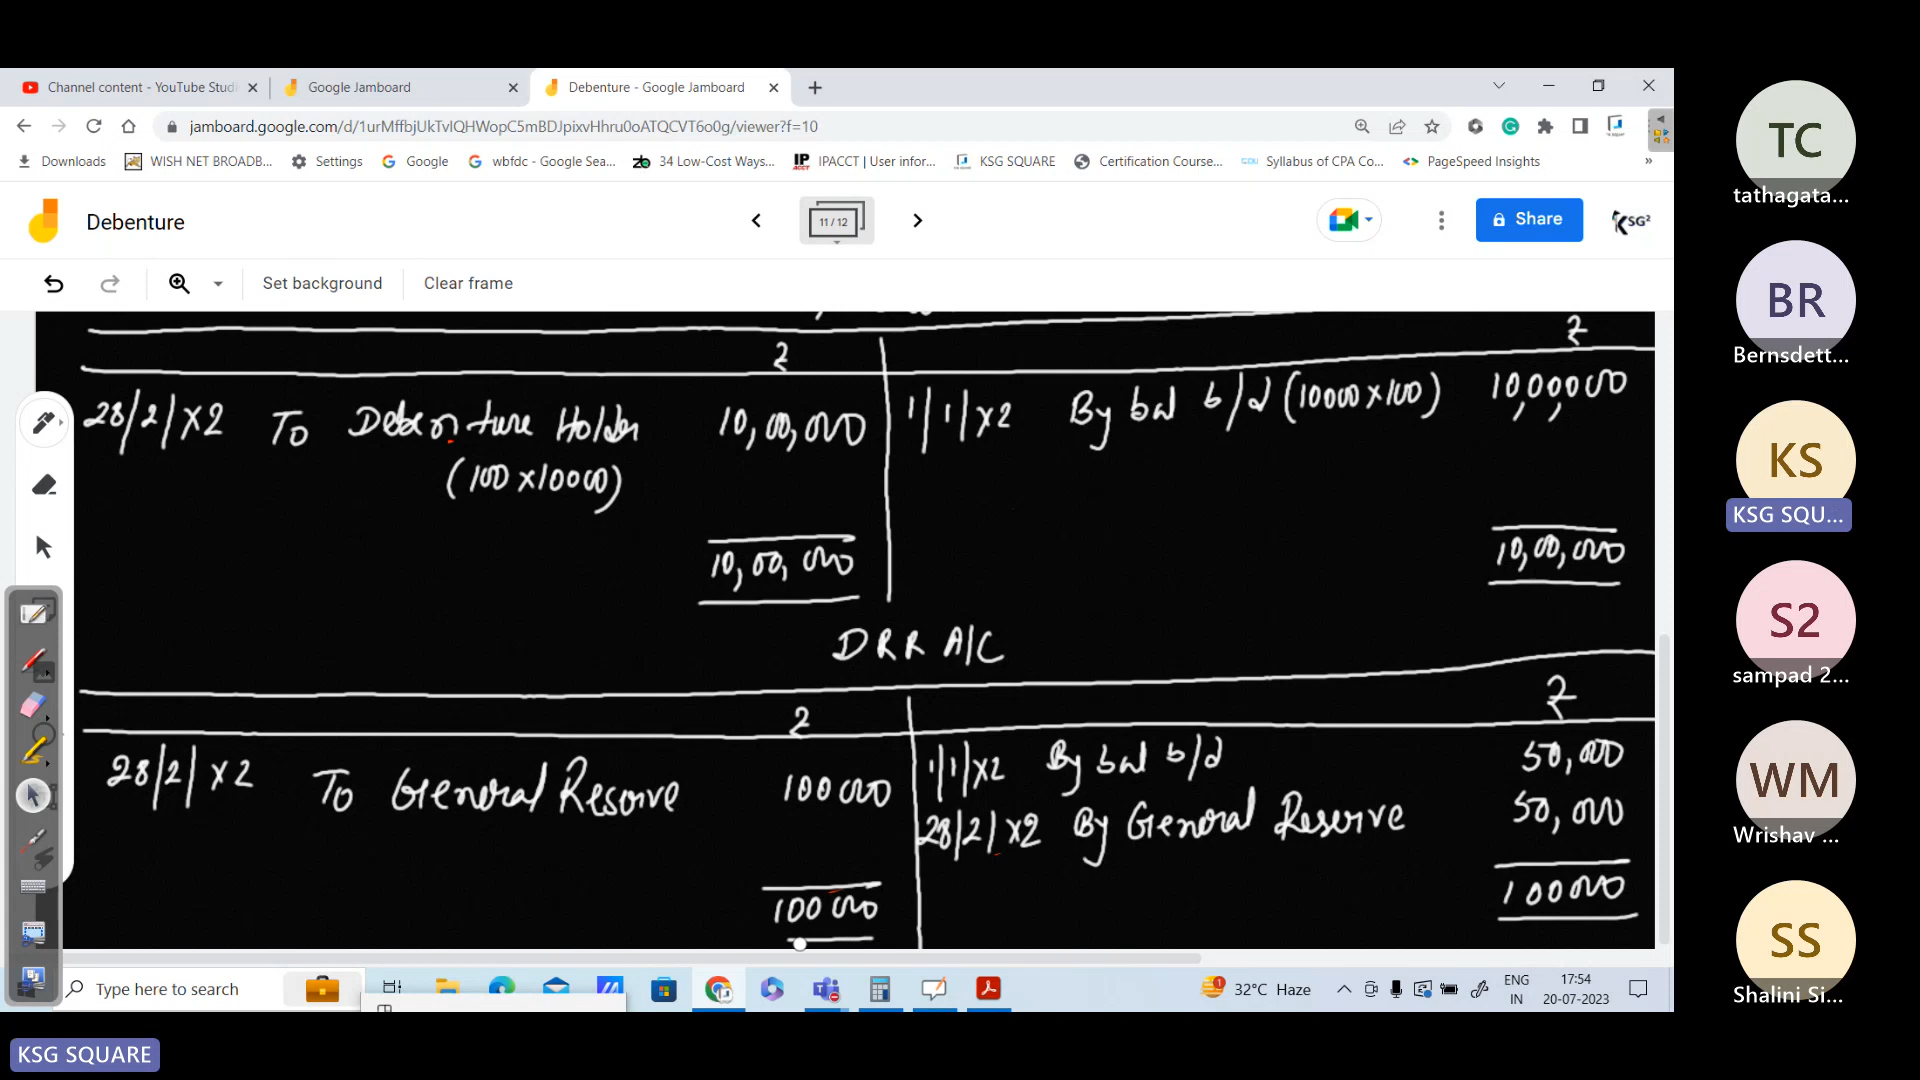 Channel content - YouTube Studi
Google Jamboard
Debenture - Google Jamboard
jamboard.google.com/d/1urMffbjUkTvIQHWopC5mBDJpixvHhru0oATQCVT6o0g/viewer?f=10
Downloads
WISH NET BROADB...
Settings
Google
wbfdc - Google Sea...
34 Low-Cost Ways...
IPACCT | User infor...
KSG SQUARE
Certification Course...
Syllabus of CPA Co...
PageSpeed Insights
»
Debenture
11 / 12
Share
KSG²
Set background
Clear frame
₹ ₹
28/2/X2 To Debenture Holder 10,00,000 1/1/X2 By bal b/d (10000×100) 10,00,000
(100×10000)
10,00,000 10,00,000
DRR A/C
₹ ₹
28/2/X2 To General Reserve 100000 1/1/X2 By bal b/d 50,000
28/2/X2 By General Reserve 50,000
100000 100000
Type here to search
32°C Haze
ENG
IN
17:54
20-07-2023
TC
tathagata...
BR
Bernsdett...
KS
KSG SQU...
S2
sampad 2...
WM
Wrishav ...
SS
Shalini Si...
KSG SQUARE